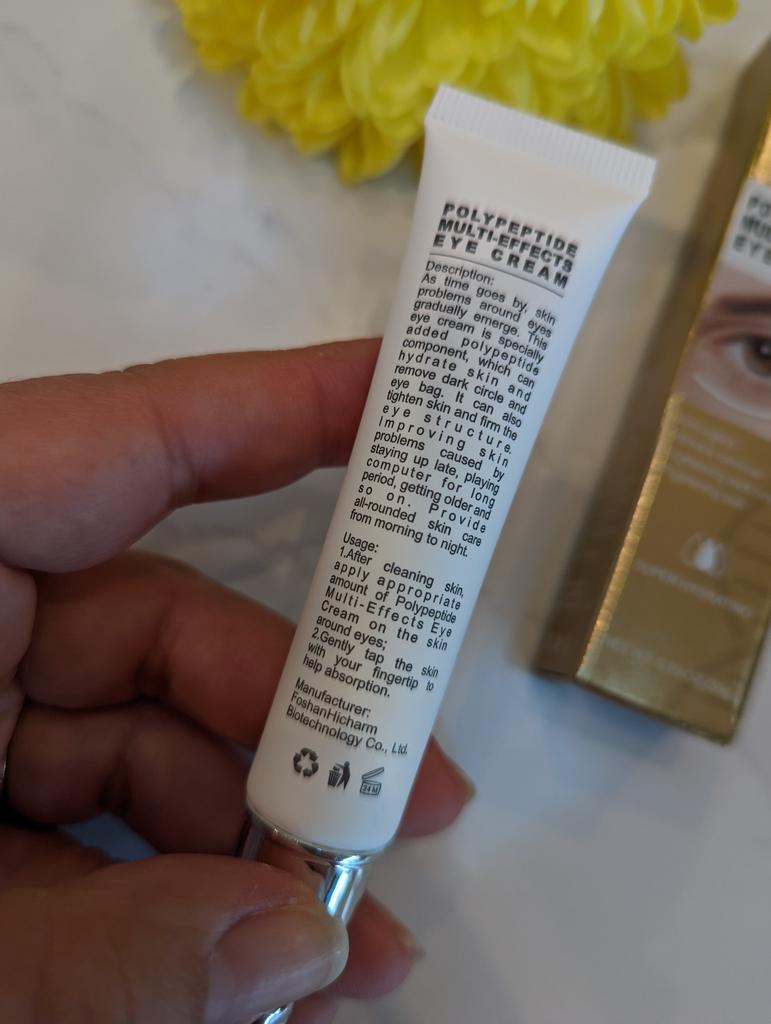 POLYPEPTIDE
MULTI-EFFECTS
EYE CREAM
Description:
As time goes by, skin
problems around eyes
gradually emerge. This
eye cream is specially
added polypeptide
component, which can
hydrate skin and
remove dark circle and
eye bag. It can also
tighten skin and firm the
eye structure.
Improving skin
problems caused by
staying up late, playing
computer for long
period, getting older and
so on. Provide
all-rounded skin care
from morning to night.
Usage:
1.After cleaning skin,
apply appropriate
amount of Polypeptide
Multi-Effects Eye
Cream on the skin
around eyes;
2.Gently tap the skin
with your fingertip to
help absorption.
Manufacturer:
FoshanHicharm
Biotechnology Co., Ltd.
24 M
PO
MU
EYE